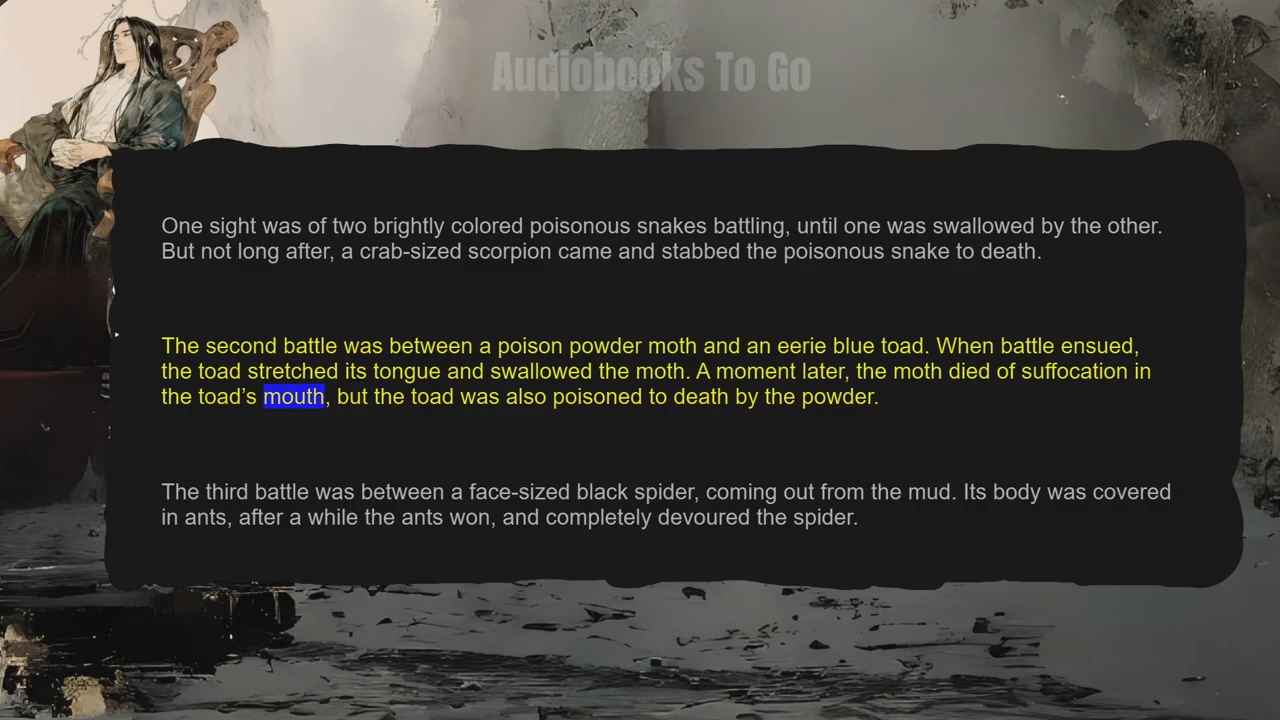 Audiobooks To Go
One sight was of two brightly colored poisonous snakes battling, until one was swallowed by the other.
But not long after, a crab-sized scorpion came and stabbed the poisonous snake to death.
The second battle was between a poison powder moth and an eerie blue toad. When battle ensued,
the toad stretched its tongue and swallowed the moth. A moment later, the moth died of suffocation in
the toad’s mouth, but the toad was also poisoned to death by the powder.
The third battle was between a face-sized black spider, coming out from the mud. Its body was covered
in ants, after a while the ants won, and completely devoured the spider.